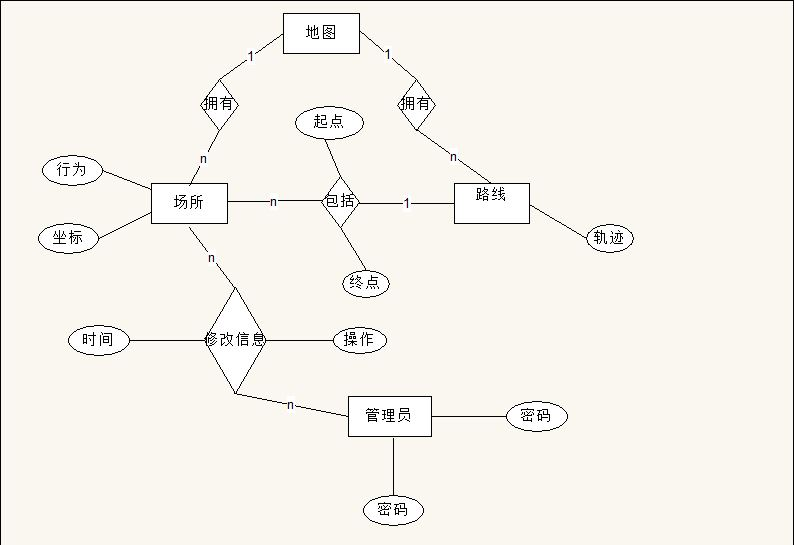 地图
1
1
拥有
拥有
起点
n
n
行为
场所
n
包括
1
路线
坐标
轨迹
n
终点
时间
修改信息
操作
n
管理员
密码
密码